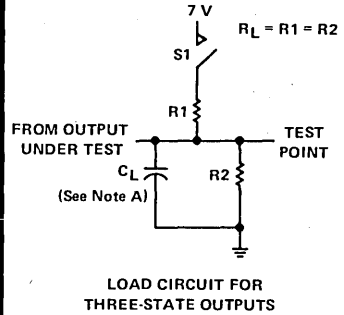 7 V
S1
RL = R1 = R2
R1
FROM OUTPUT
UNDER TEST
TEST
POINT
CL
(See Note A)
R2
LOAD CIRCUIT FOR
THREE-STATE OUTPUTS